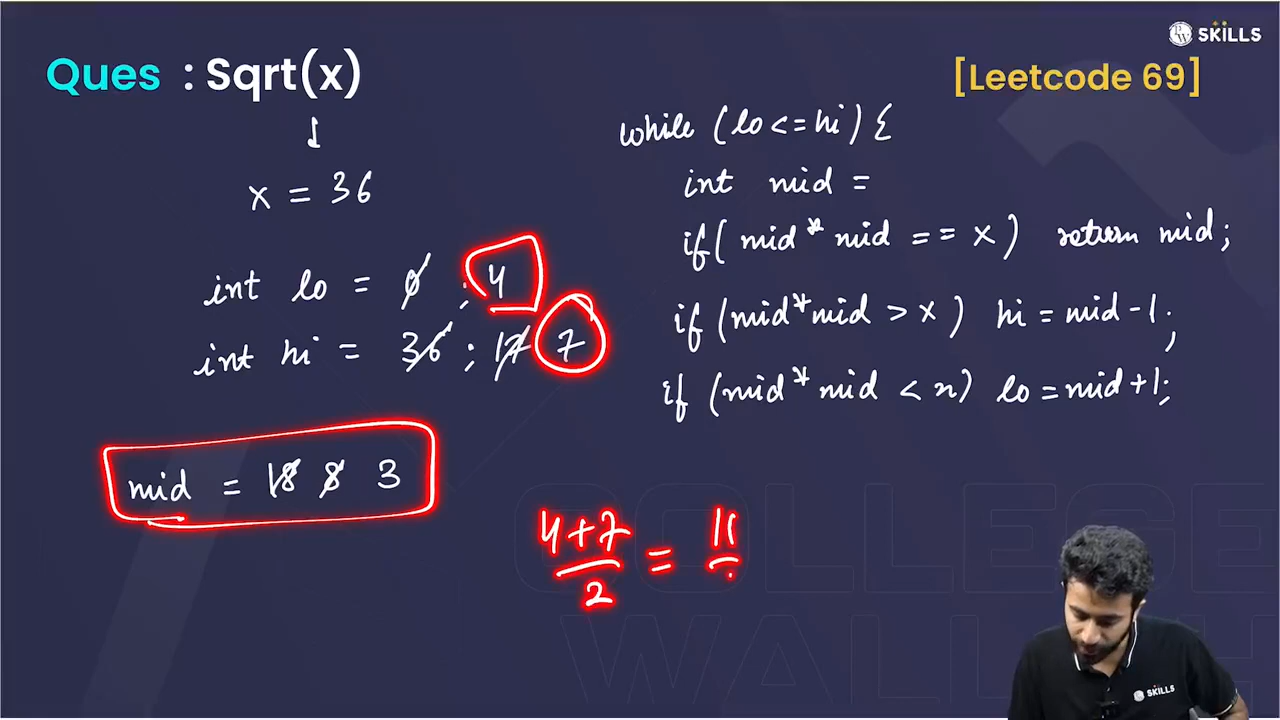 SKILLS
Ques : Sqrt(x)
[Leetcode 69]
x = 36
int lo = 0 ; 4
int hi = 36 ; 17 7
mid = 18 8 3
while (lo <= hi) {
int mid =
if( mid * mid == x ) return mid;
if (mid*mid > x ) hi = mid - 1 ;
if (mid * mid < x) lo = mid + 1;
4+7
2
= 11
COLLEGE
WALLAH
SKILLS